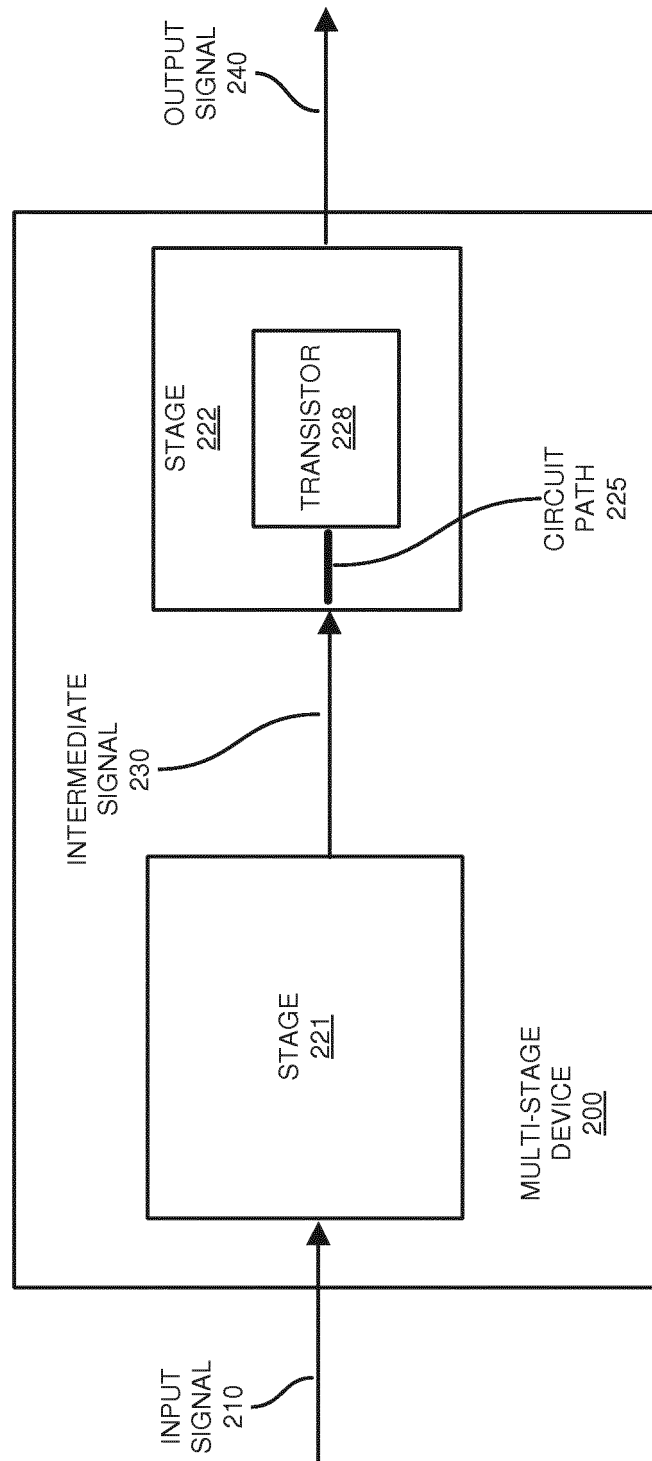 INPUT
SIGNAL
210
STAGE
221
MULTI-STAGE
DEVICE
200
INTERMEDIATE
SIGNAL
230
STAGE
222
TRANSISTOR
228
CIRCUIT
PATH
225
OUTPUT
SIGNAL
240